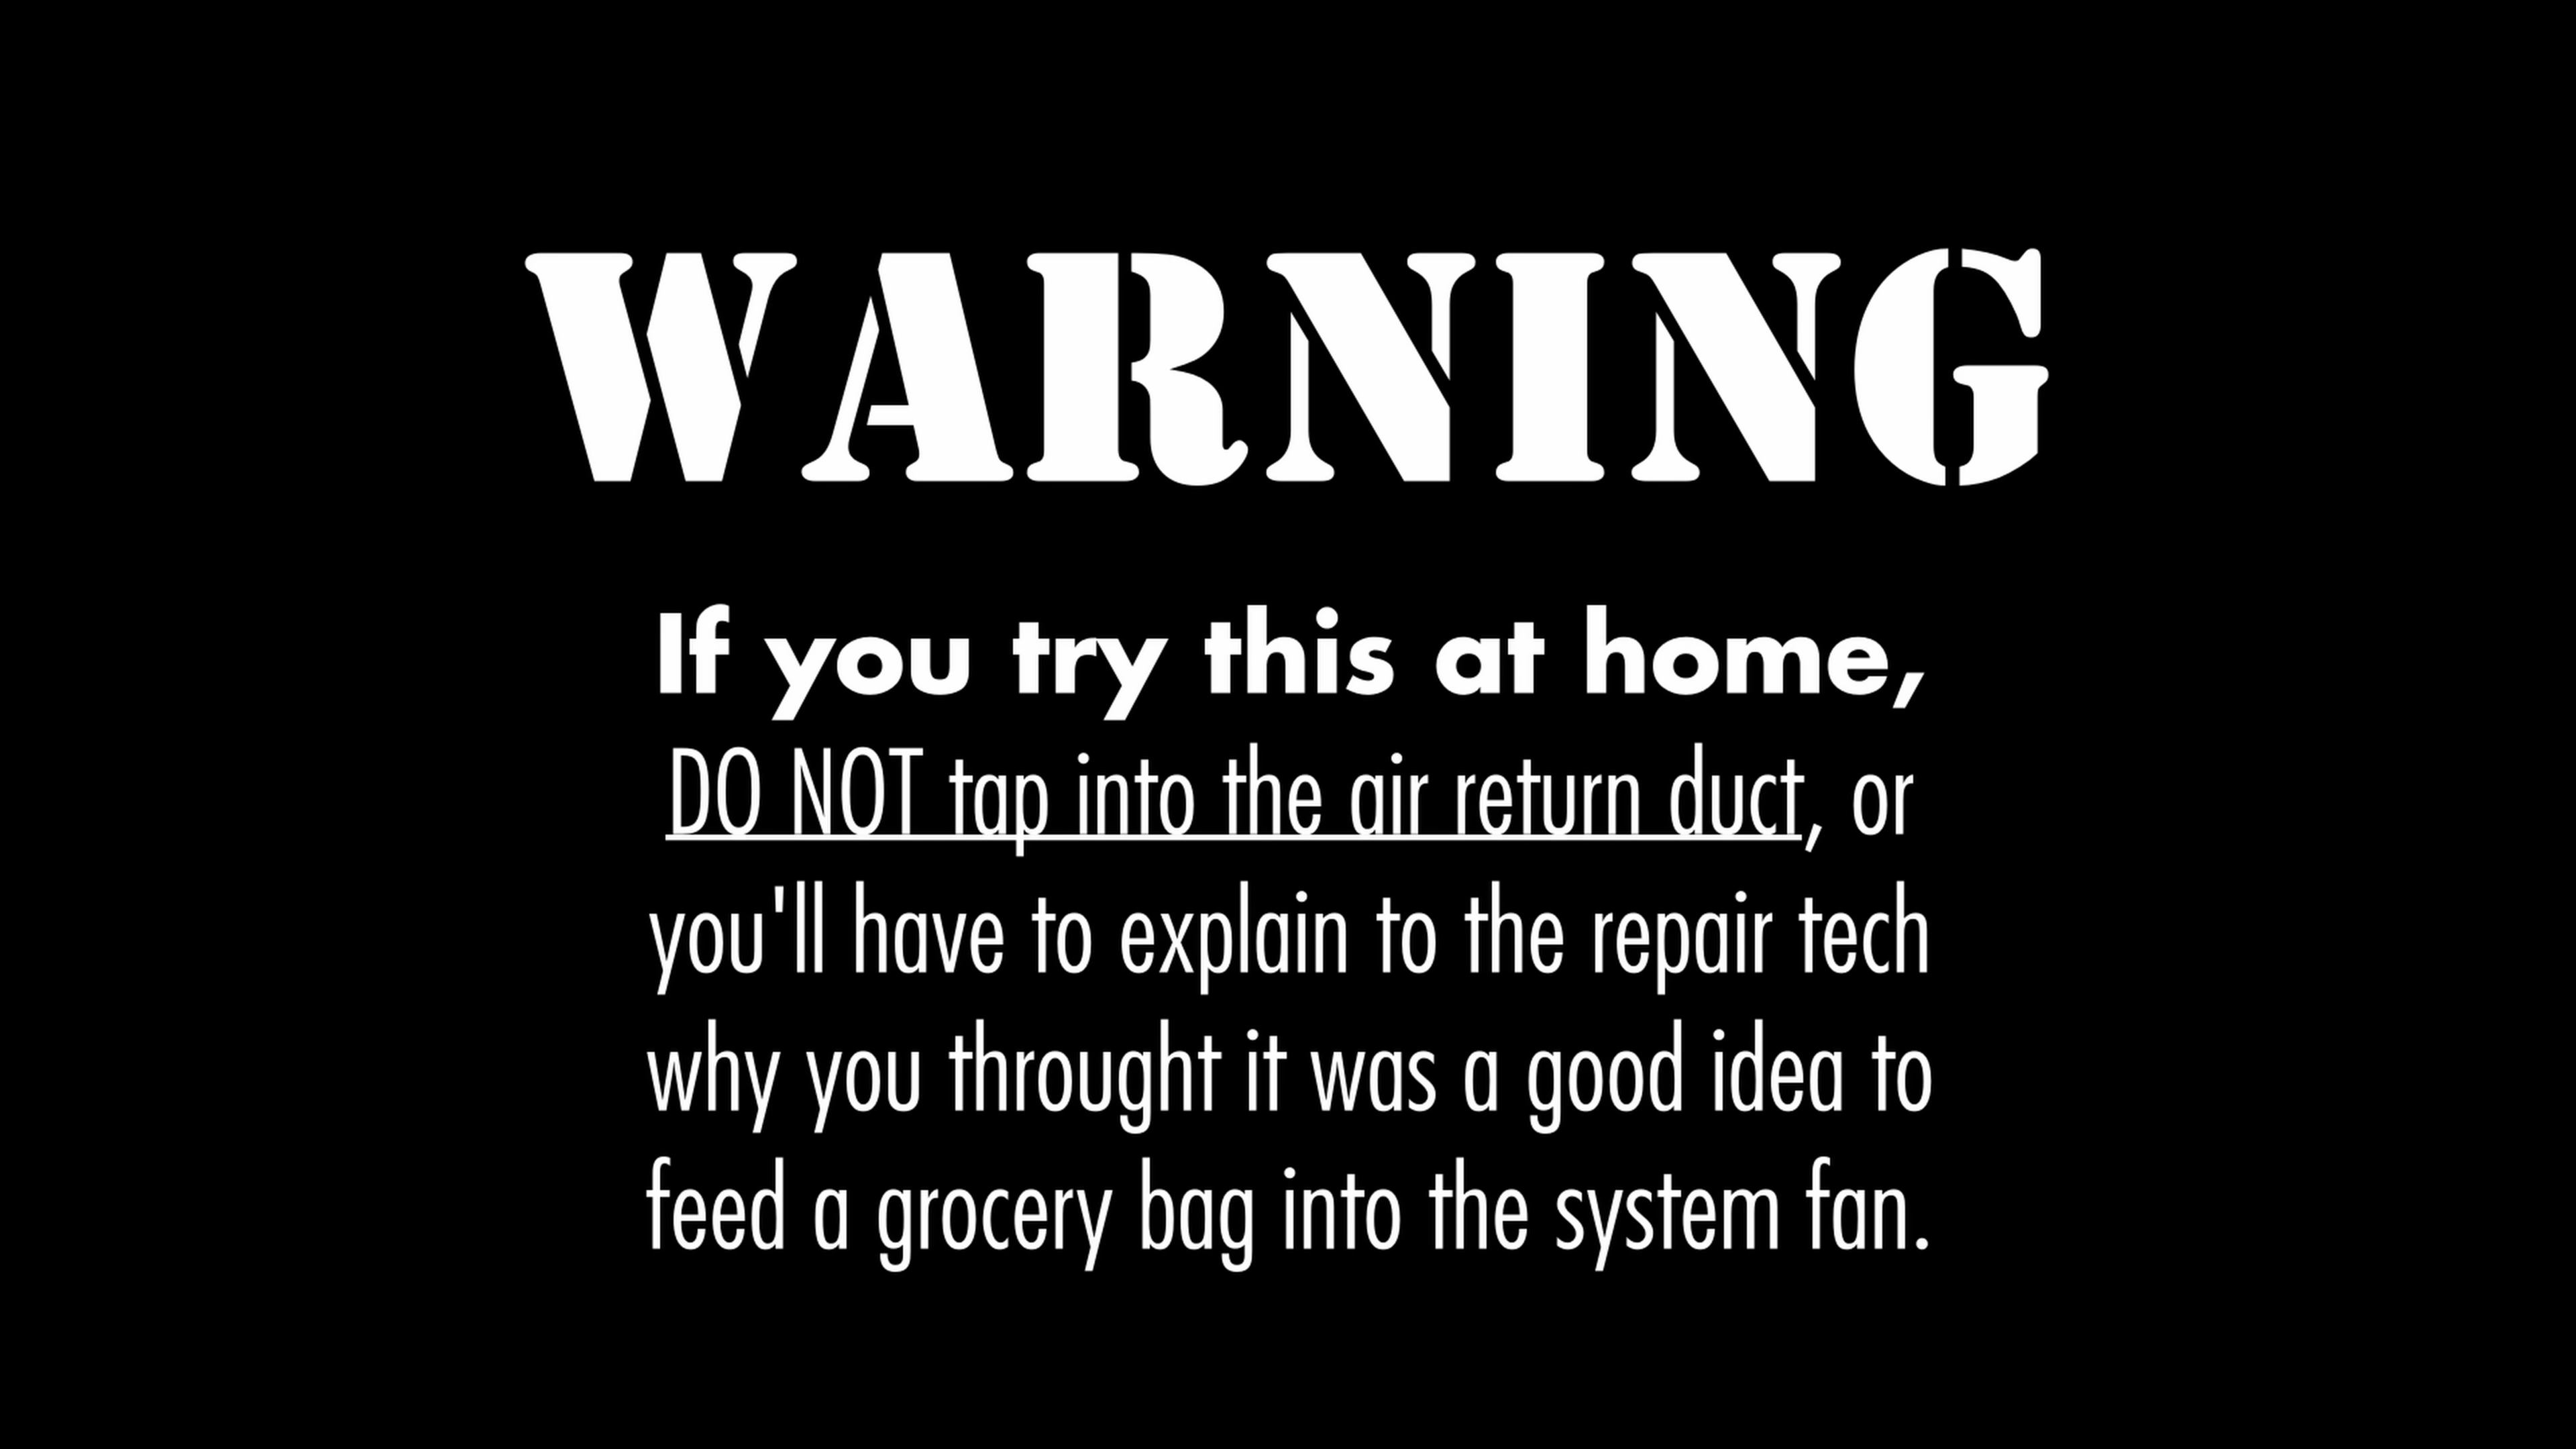 WARNING
If you try this at home,
DO NOT tap into the air return duct, or
you'll have to explain to the repair tech
why you throught it was a good idea to
feed a grocery bag into the system fan.